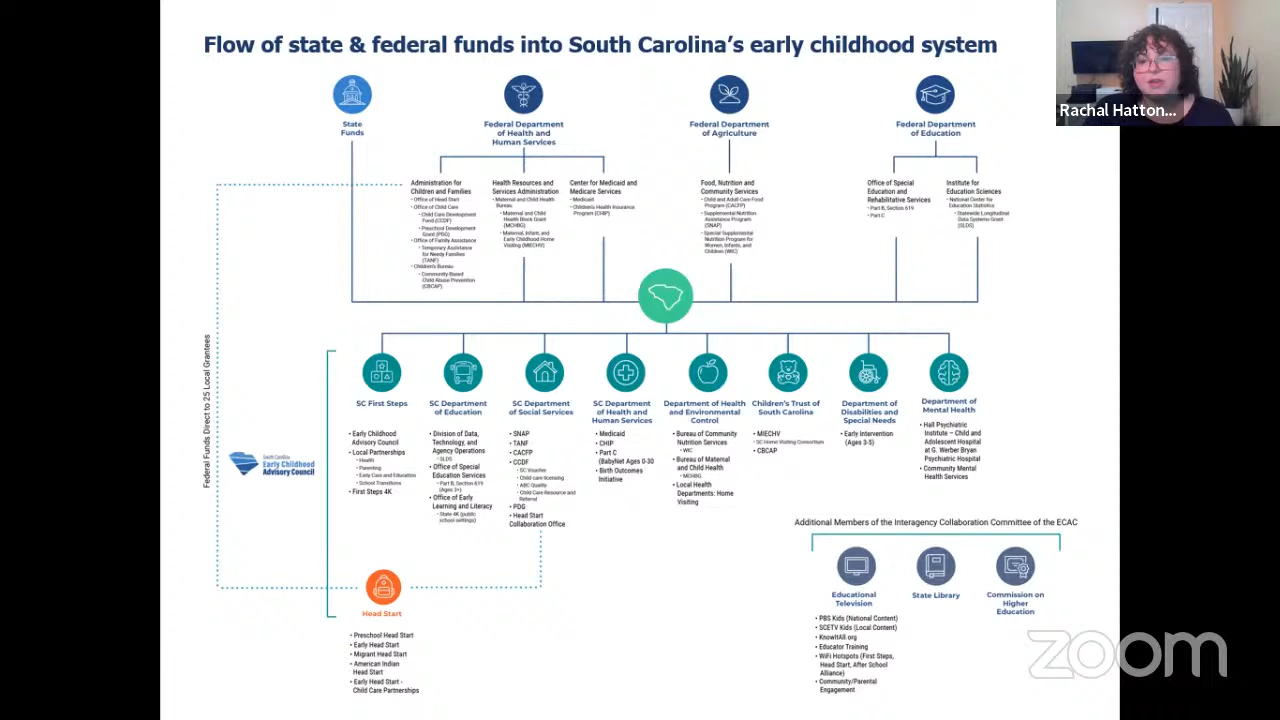 Flow of state & federal funds into South Carolina's early childhood system
Rachal Hatton...
State
Funds
Federal Department
of Health and
Human Services
Federal Department
of Agriculture
Federal Department
of Education
Administration for
Children and Families
• Office of Head Start
• Office of Child Care
• Child Care Development
Fund (CCDF)
• Preschool Development
Grant (PDG)
• Office of Family Assistance
• Temporary Assistance
for Needy Families
(TANF)
• Children's Bureau
• Community-Based
Child Abuse Prevention
(CBCAP)
Health Resources and
Services Administration
• Maternal and Child Health
Bureau
• Maternal and Child
Health Block Grant
(MCHBG)
• Maternal, Infant, and
Early Childhood Home
Visiting (MIECHV)
Center for Medicaid and
Medicare Services
• Medicaid
• Children's Health Insurance
Program (CHIP)
Food, Nutrition and
Community Services
• Child and Adult Care Food
Program (CACFP)
• Supplemental Nutrition
Assistance Program
(SNAP)
• Special Supplemental
Nutrition Program for
Women, Infants,
and Children
(WIC)
Office of Special
Education and
Rehabilitative Services
• Part B, Section 619
• Part C
Institute for
Education Sciences
• National Center for
Education Statistics
• Statewide Longitudinal
Data Systems Grant
(SLDS)
Federal Funds Direct to 25 Local Grantees
South Carolina
Early Childhood
Advisory Council
SC First Steps
• Early Childhood
Advisory Council
• Local Partnerships
• Health
• Parenting
• Early Care and Education
• School Transitions
• First Steps 4K
SC Department
of Education
• Division of Data,
Technology, and
Agency Operations
• SLDS
• Office of Special
Education Services
• Part B, Section 619
(Ages 3+)
• Office of Early
Learning and Literacy
• State 4K (public
school settings)
SC Department
of Social Services
• SNAP
• TANF
• CACFP
• CCDF
• SC Voucher
• Child care licensing
• ABC Quality
• Child Care Resource and
Referral
• PDG
• Head Start
Collaboration Office
SC Department
of Health and
Human Services
• Medicaid
• CHIP
• Part C
(BabyNet Ages 0-30
• Birth Outcomes
Initiative
Department of Health
and Environmental
Control
• Bureau of Community
Nutrition Services
• WIC
• Bureau of Maternal
and Child Health
• MCHBG
• Local Health
Departments: Home
Visiting
Children's Trust of
South Carolina
• MIECHV
• SC Home Visiting Consortium
• CBCAP
Department of
Disabilities and
Special Needs
• Early Intervention
(Ages 3-5)
Department of
Mental Health
• Hall Psychiatric
Institute – Child and
Adolescent Hospital
at G. Werber Bryan
Psychiatric Hospital
• Community Mental
Health Services
Additional Members of the Interagency Collaboration Committee of the ECAC
Educational
Television
• PBS Kids (National Content)
• SCETV Kids (Local Content)
• KnowItAll.org
• Educator Training
• WiFi Hotspots (First Steps,
Head Start, After School
Alliance)
• Community/Parental
Engagement
State Library
Commission on
Higher
Education
Head Start
• Preschool Head Start
• Early Head Start
• Migrant Head Start
• American Indian
Head Start
• Early Head Start -
Child Care Partnerships
zoom